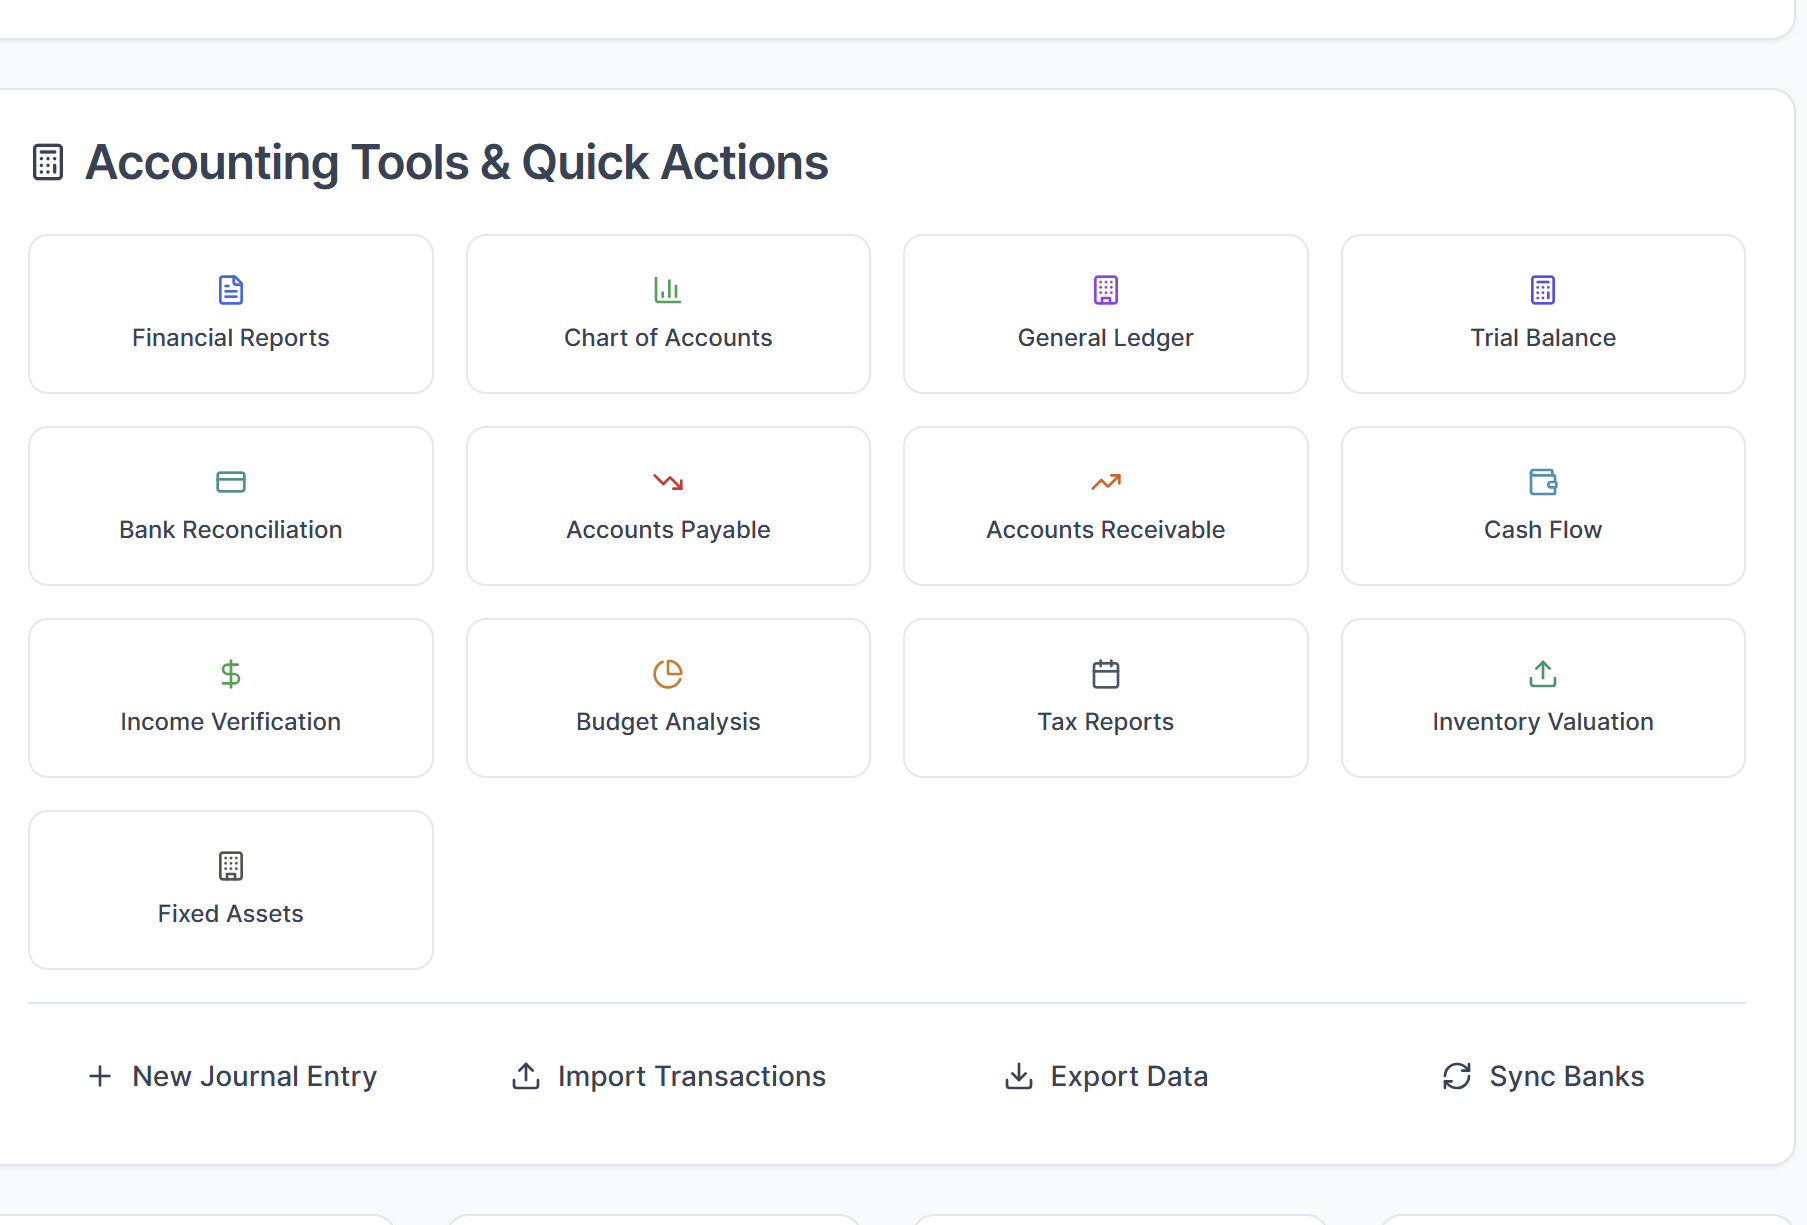 Accounting Tools & Quick Actions
Financial Reports
Chart of Accounts
General Ledger
Trial Balance
Bank Reconciliation
Accounts Payable
Accounts Receivable
Cash Flow
Income Verification
Budget Analysis
Tax Reports
Inventory Valuation
Fixed Assets
New Journal Entry
Import Transactions
Export Data
Sync Banks